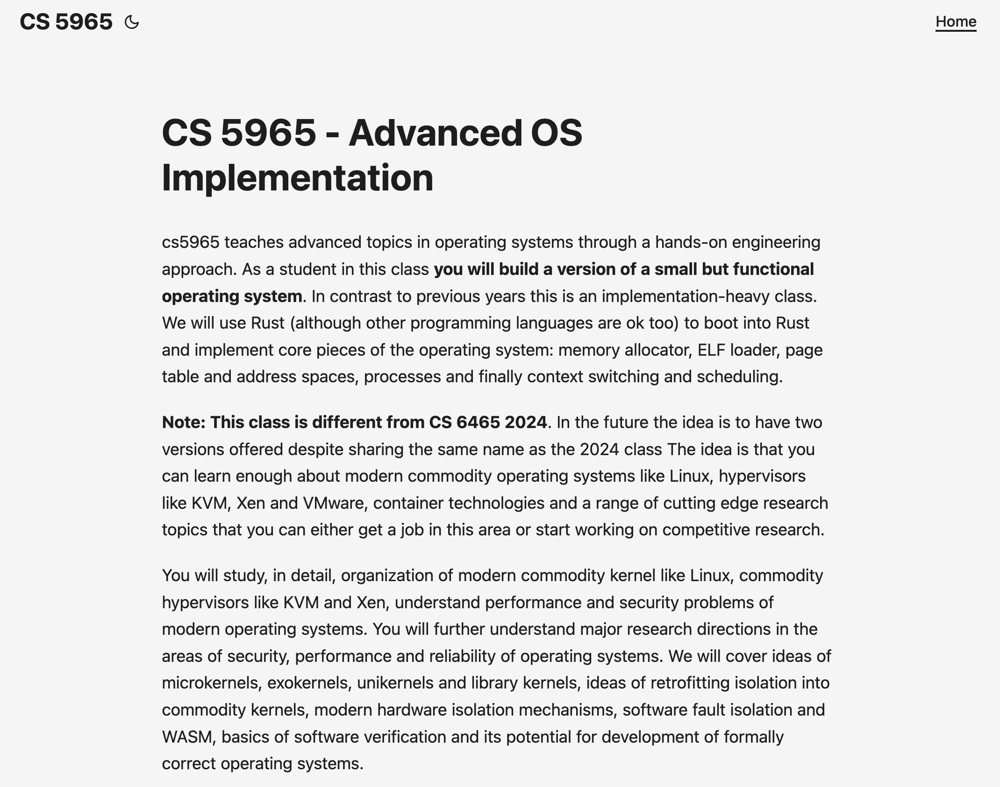 CS 5965
Home
CS 5965 - Advanced OS
Implementation
cs5965 teaches advanced topics in operating systems through a hands-on engineering
approach. As a student in this class you will build a version of a small but functional
operating system. In contrast to previous years this is an implementation-heavy class.
We will use Rust (although other programming languages are ok too) to boot into Rust
and implement core pieces of the operating system: memory allocator, ELF loader, page
table and address spaces, processes and finally context switching and scheduling.
Note: This class is different from CS 6465 2024. In the future the idea is to have two
versions offered despite sharing the same name as the 2024 class The idea is that you
can learn enough about modern commodity operating systems like Linux, hypervisors
like KVM, Xen and VMware, container technologies and a range of cutting edge research
topics that you can either get a job in this area or start working on competitive research.
You will study, in detail, organization of modern commodity kernel like Linux, commodity
hypervisors like KVM and Xen, understand performance and security problems of
modern operating systems. You will further understand major research directions in the
areas of security, performance and reliability of operating systems. We will cover ideas of
microkernels, exokernels, unikernels and library kernels, ideas of retrofitting isolation into
commodity kernels, modern hardware isolation mechanisms, software fault isolation and
WASM, basics of software verification and its potential for development of formally
correct operating systems.